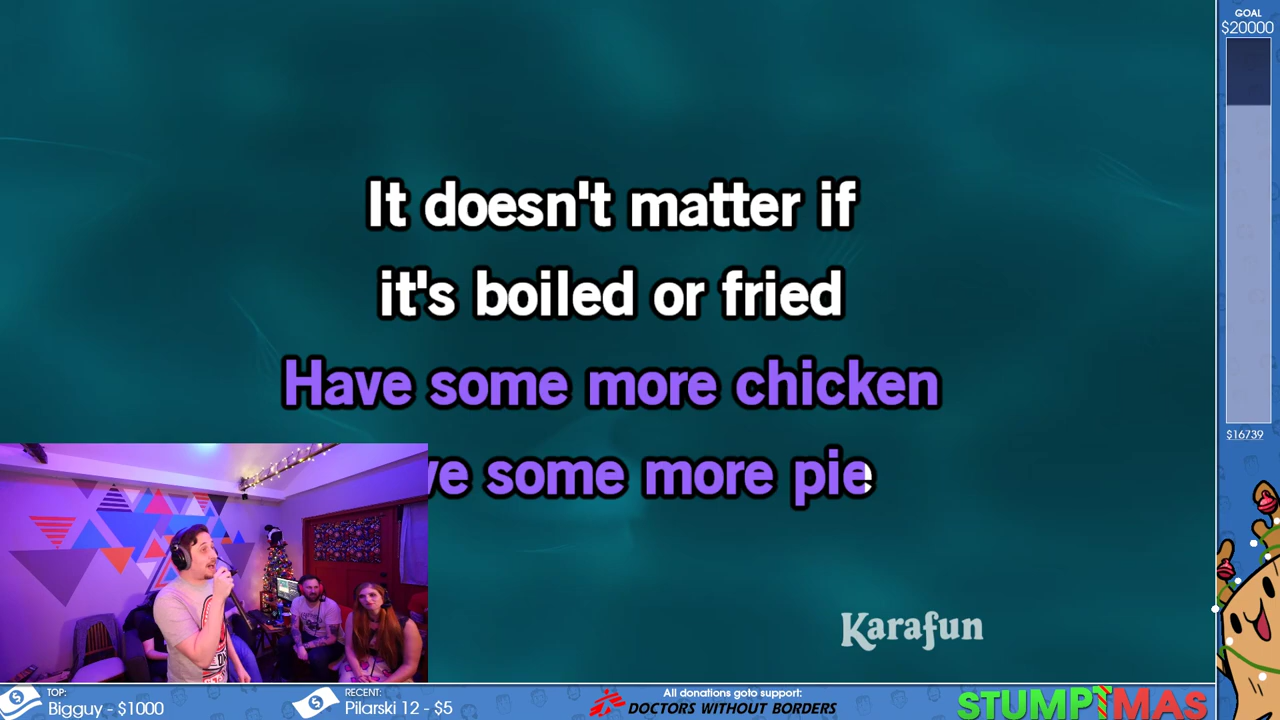 GOAL
$20000
It doesn't matter if
it's boiled or fried
Have some more chicken
ve some more pie
$16739
Karafun
TOP:
Bigguy - $1000
RECENT:
Pilarski 12 - $5
All donations goto support:
DOCTORS WITHOUT BORDERS
STUMPTMAS